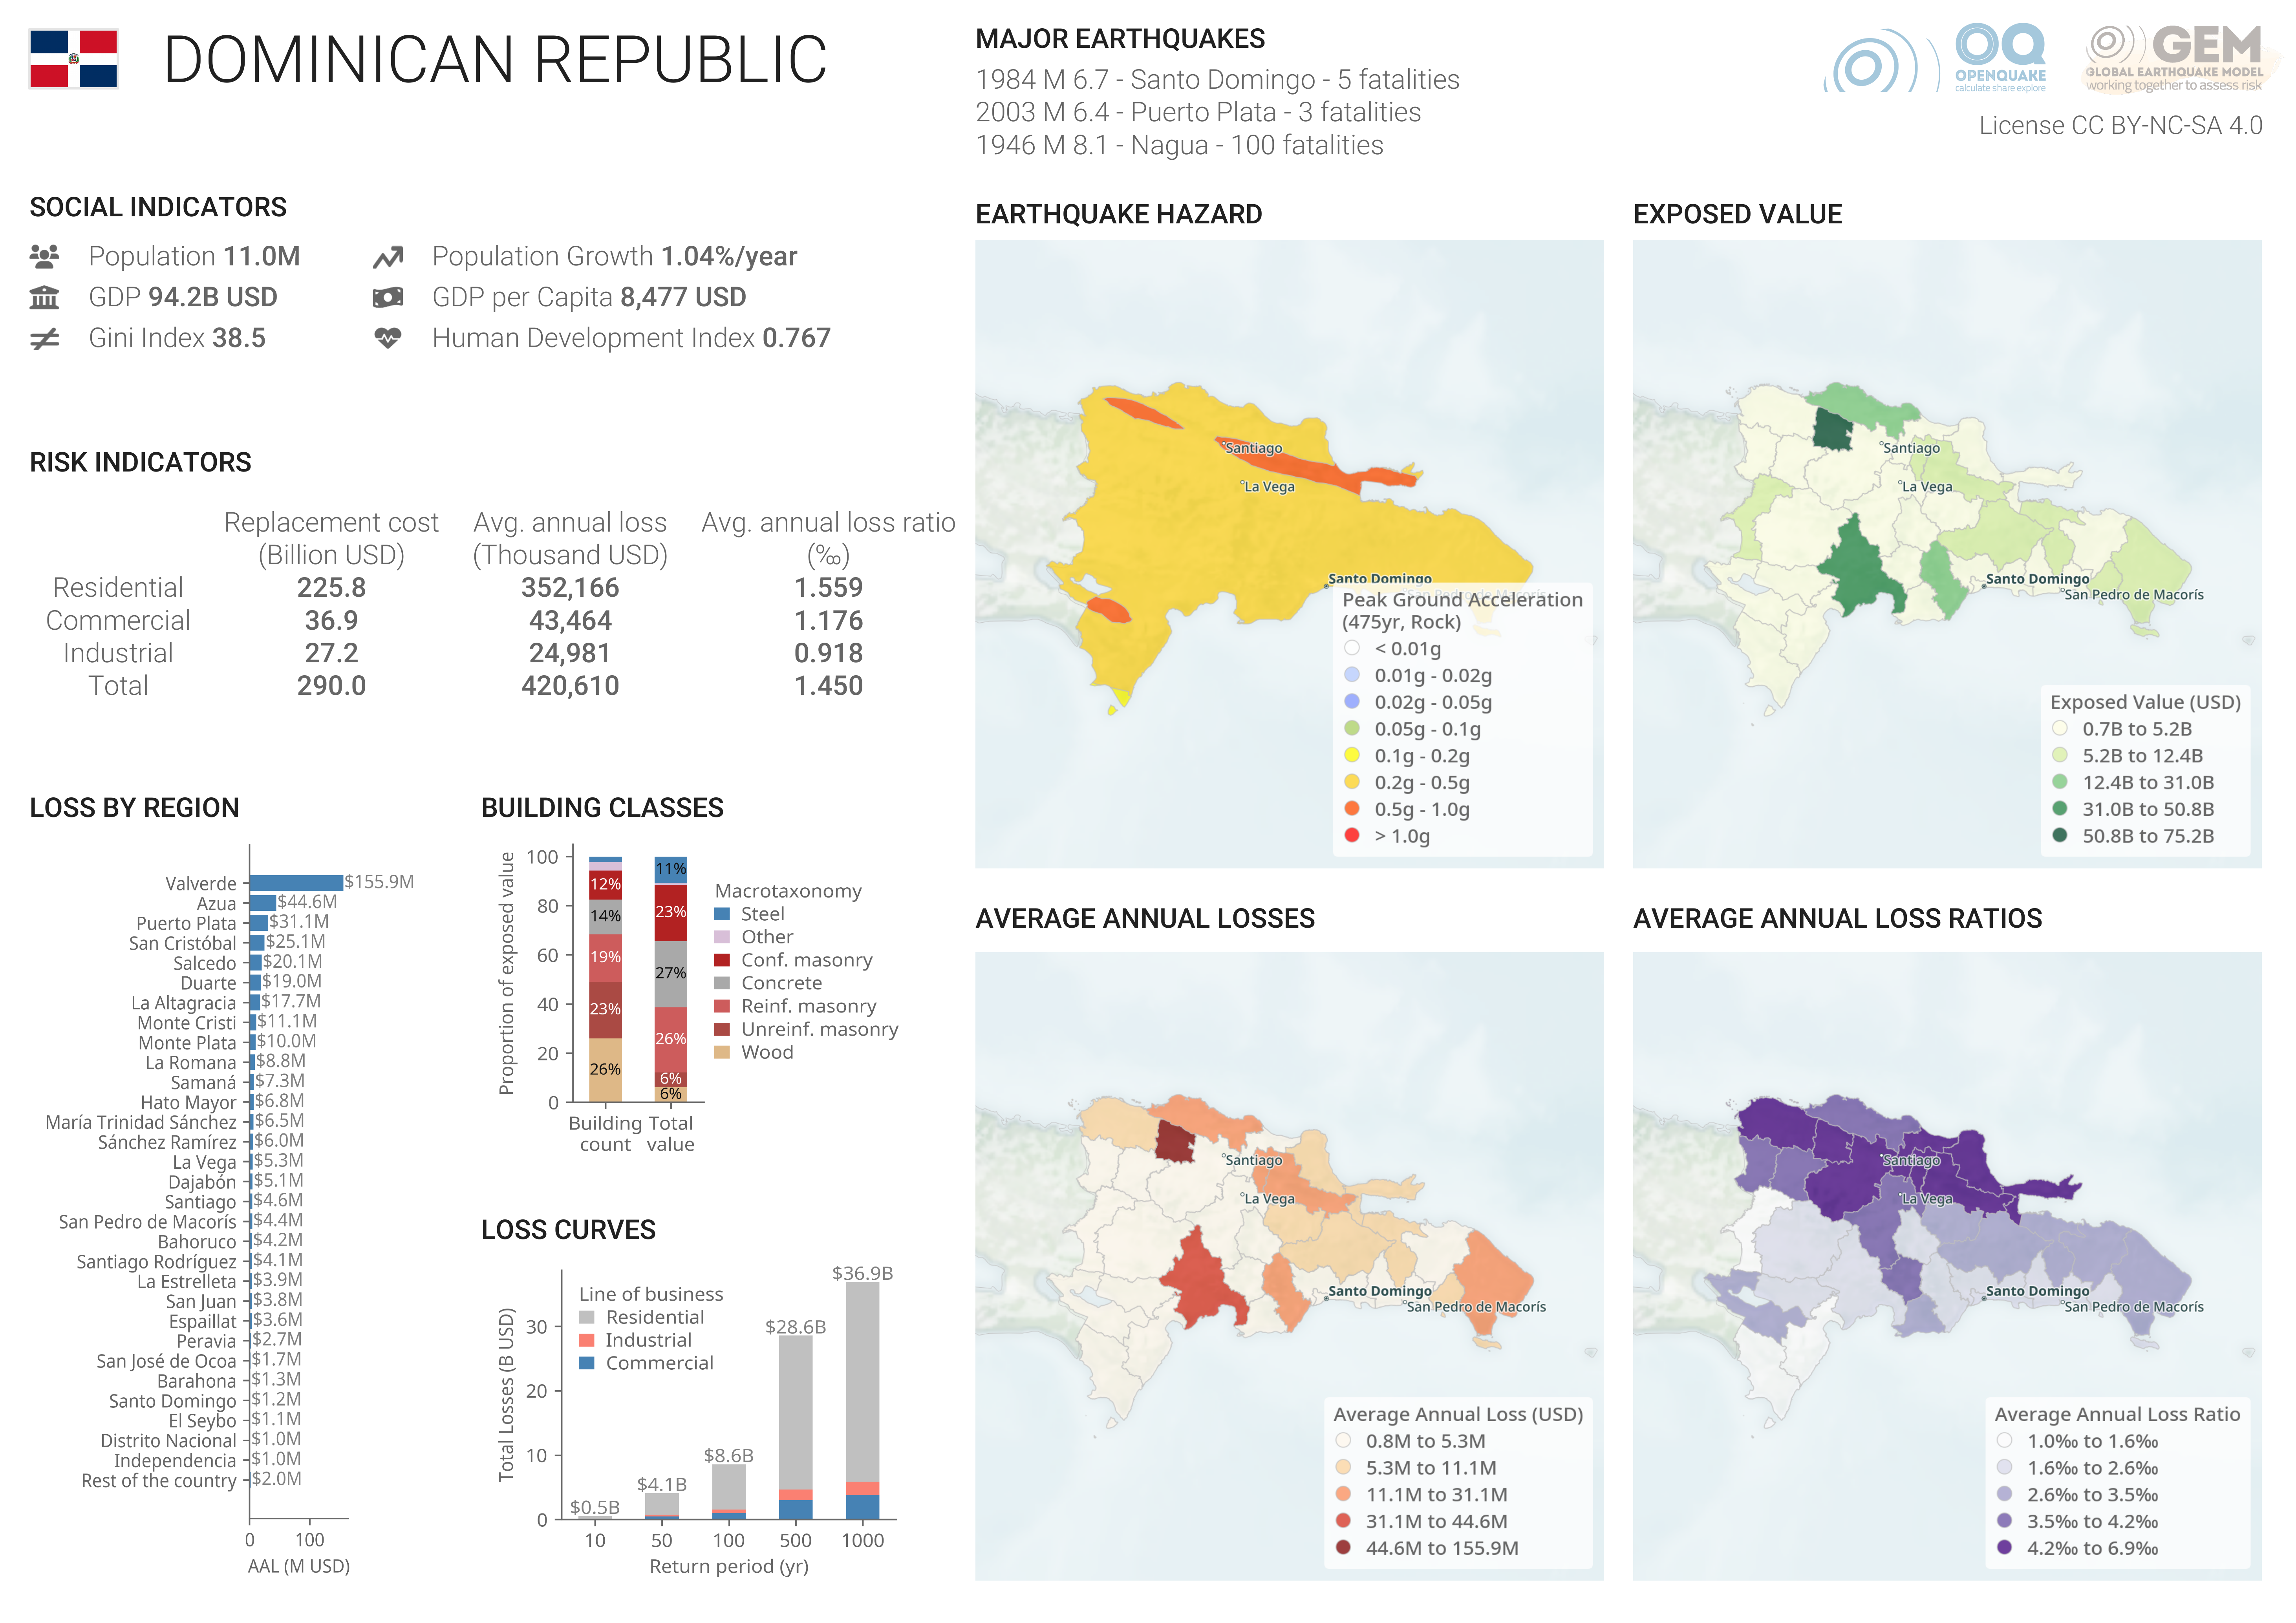 DOMINICAN REPUBLIC
MAJOR EARTHQUAKES
1984 M 6.7 - Santo Domingo - 5 fatalities
2003 M 6.4 - Puerto Plata - 3 fatalities
1946 M 8.1 - Nagua - 100 fatalities
OQ
OPENQUAKE
calculate share explore
GEM
GLOBAL EARTHQUAKE MODEL
working together to assess risk
License CC BY-NC-SA 4.0
SOCIAL INDICATORS
Population 11.0M
Population Growth 1.04%/year
GDP 94.2B USD
GDP per Capita 8,477 USD
Gini Index 38.5
Human Development Index 0.767
RISK INDICATORS
Replacement cost Avg. annual loss Avg. annual loss ratio
(Billion USD) (Thousand USD) (‰)
Residential 225.8 352,166 1.559
Commercial 36.9 43,464 1.176
Industrial 27.2 24,981 0.918
Total 290.0 420,610 1.450
LOSS BY REGION
Valverde $155.9M
Azua $44.6M
Puerto Plata $31.1M
San Cristóbal $25.1M
Salcedo $20.1M
Duarte $19.0M
La Altagracia $17.7M
Monte Cristi $11.1M
Monte Plata $10.0M
La Romana $8.8M
Samaná $7.3M
Hato Mayor $6.8M
María Trinidad Sánchez $6.5M
Sánchez Ramírez $6.0M
La Vega $5.3M
Dajabón $5.1M
Santiago $4.6M
San Pedro de Macorís $4.4M
Bahoruco $4.2M
Santiago Rodríguez $4.1M
La Estrelleta $3.9M
San Juan $3.8M
Espaillat $3.6M
Peravia $2.7M
San José de Ocoa $1.7M
Barahona $1.3M
Santo Domingo $1.2M
El Seybo $1.1M
Distrito Nacional $1.0M
Independencia $1.0M
Rest of the country $2.0M
0 100
AAL (M USD)
BUILDING CLASSES
Proportion of exposed value
100
80
60
40
20
0
12%
14%
19%
23%
26%
11%
23%
27%
26%
6%
6%
Building count
Total value
Macrotaxonomy
Steel
Other
Conf. masonry
Concrete
Reinf. masonry
Unreinf. masonry
Wood
LOSS CURVES
Total Losses (B USD)
30
20
10
0
Line of business
Residential
Industrial
Commercial
$0.5B
$4.1B
$8.6B
$28.6B
$36.9B
10 50 100 500 1000
Return period (yr)
EARTHQUAKE HAZARD
Santiago
La Vega
Santo Domingo
San Pedro de Macorís
Peak Ground Acceleration
(475yr, Rock)
< 0.01g
0.01g - 0.02g
0.02g - 0.05g
0.05g - 0.1g
0.1g - 0.2g
0.2g - 0.5g
0.5g - 1.0g
> 1.0g
EXPOSED VALUE
Santiago
La Vega
Santo Domingo
San Pedro de Macorís
Exposed Value (USD)
0.7B to 5.2B
5.2B to 12.4B
12.4B to 31.0B
31.0B to 50.8B
50.8B to 75.2B
AVERAGE ANNUAL LOSSES
Santiago
La Vega
Santo Domingo
San Pedro de Macorís
Average Annual Loss (USD)
0.8M to 5.3M
5.3M to 11.1M
11.1M to 31.1M
31.1M to 44.6M
44.6M to 155.9M
AVERAGE ANNUAL LOSS RATIOS
Santiago
La Vega
Santo Domingo
San Pedro de Macorís
Average Annual Loss Ratio
1.0‰ to 1.6‰
1.6‰ to 2.6‰
2.6‰ to 3.5‰
3.5‰ to 4.2‰
4.2‰ to 6.9‰